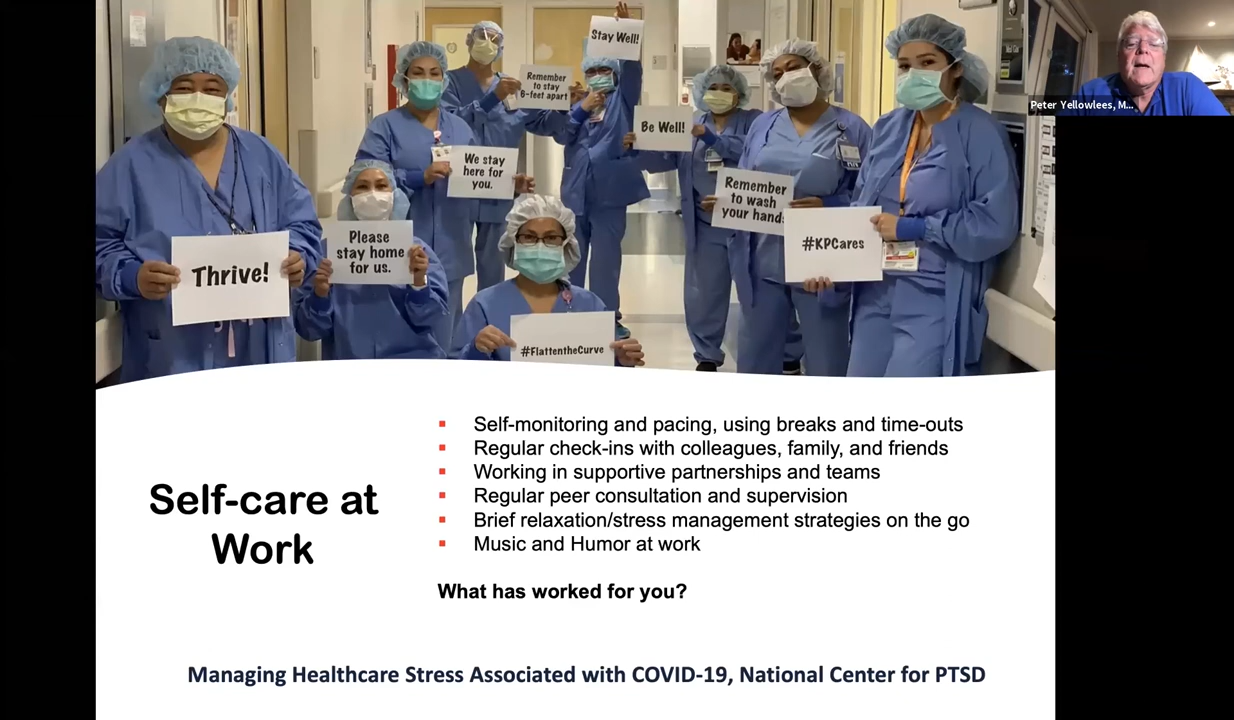 Stay Well!
Remember
to stay
6-feet apart
Be Well!
We stay
here for
you.
Remember
to wash
your hand
Please
stay home
for us.
#KPCares
Thrive!
#FlattentheCurve
Peter Yellowlees, M...
Self-care at
Work
▪ Self-monitoring and pacing, using breaks and time-outs
▪ Regular check-ins with colleagues, family, and friends
▪ Working in supportive partnerships and teams
▪ Regular peer consultation and supervision
▪ Brief relaxation/stress management strategies on the go
▪ Music and Humor at work
What has worked for you?
Managing Healthcare Stress Associated with COVID-19, National Center for PTSD